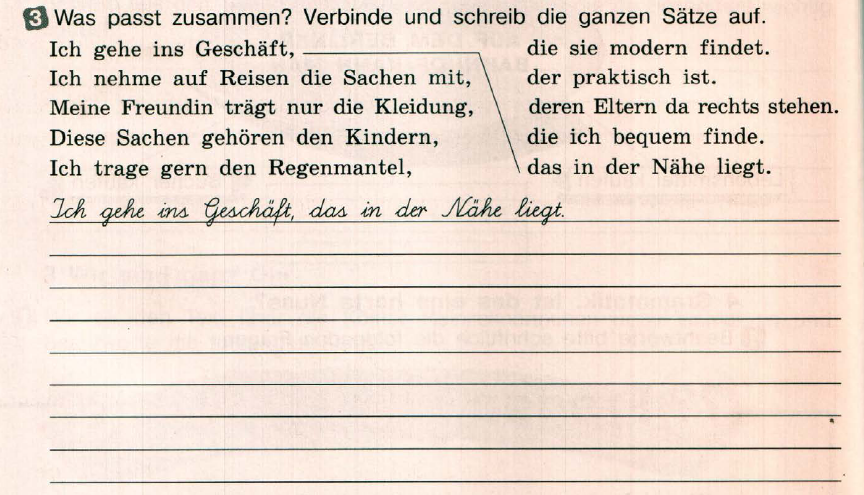 3 Was passt zusammen? Verbinde und schreib die ganzen Sätze auf.
Ich gehe ins Geschäft, die sie modern findet.
Ich nehme auf Reisen die Sachen mit, der praktisch ist.
Meine Freundin trägt nur die Kleidung, deren Eltern da rechts stehen.
Diese Sachen gehören den Kindern, die ich bequem finde.
Ich trage gern den Regenmantel, das in der Nähe liegt.
Ich gehe ins Geschäft, das in der Nähe liegt.